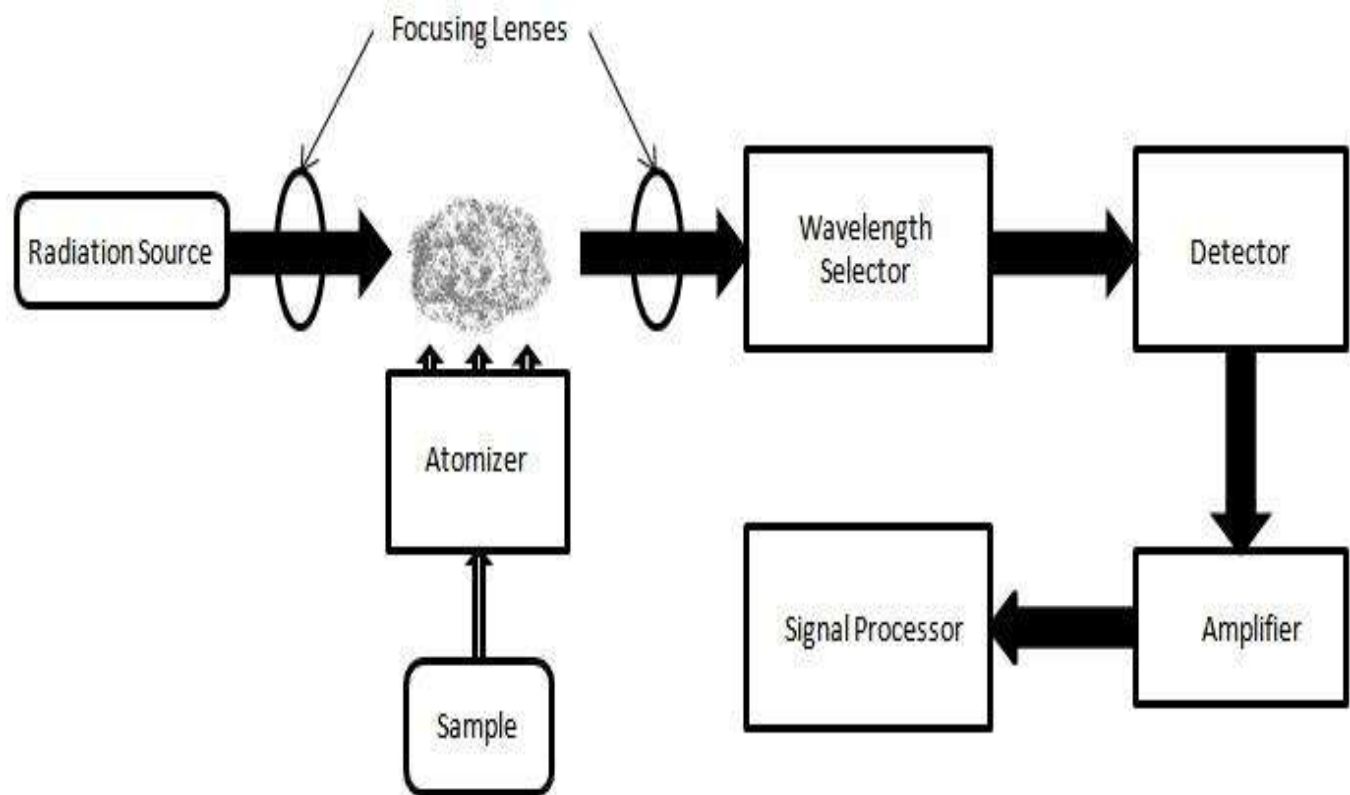 Focusing Lenses
Radiation Source
Wavelength
Selector
Detector
Atomizer
Signal Processor
Amplifier
Sample